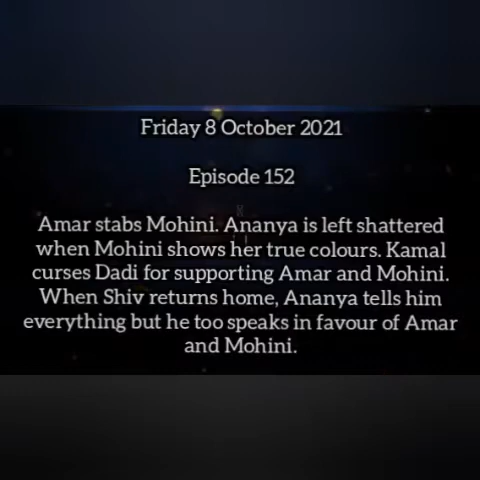 Friday 8 October 2021
Episode 152
Amar stabs Mohini. Ananya is left shattered
when Mohini shows her true colours. Kamal
curses Dadi for supporting Amar and Mohini.
When Shiv returns home, Ananya tells him
everything but he too speaks in favour of Amar
and Mohini.